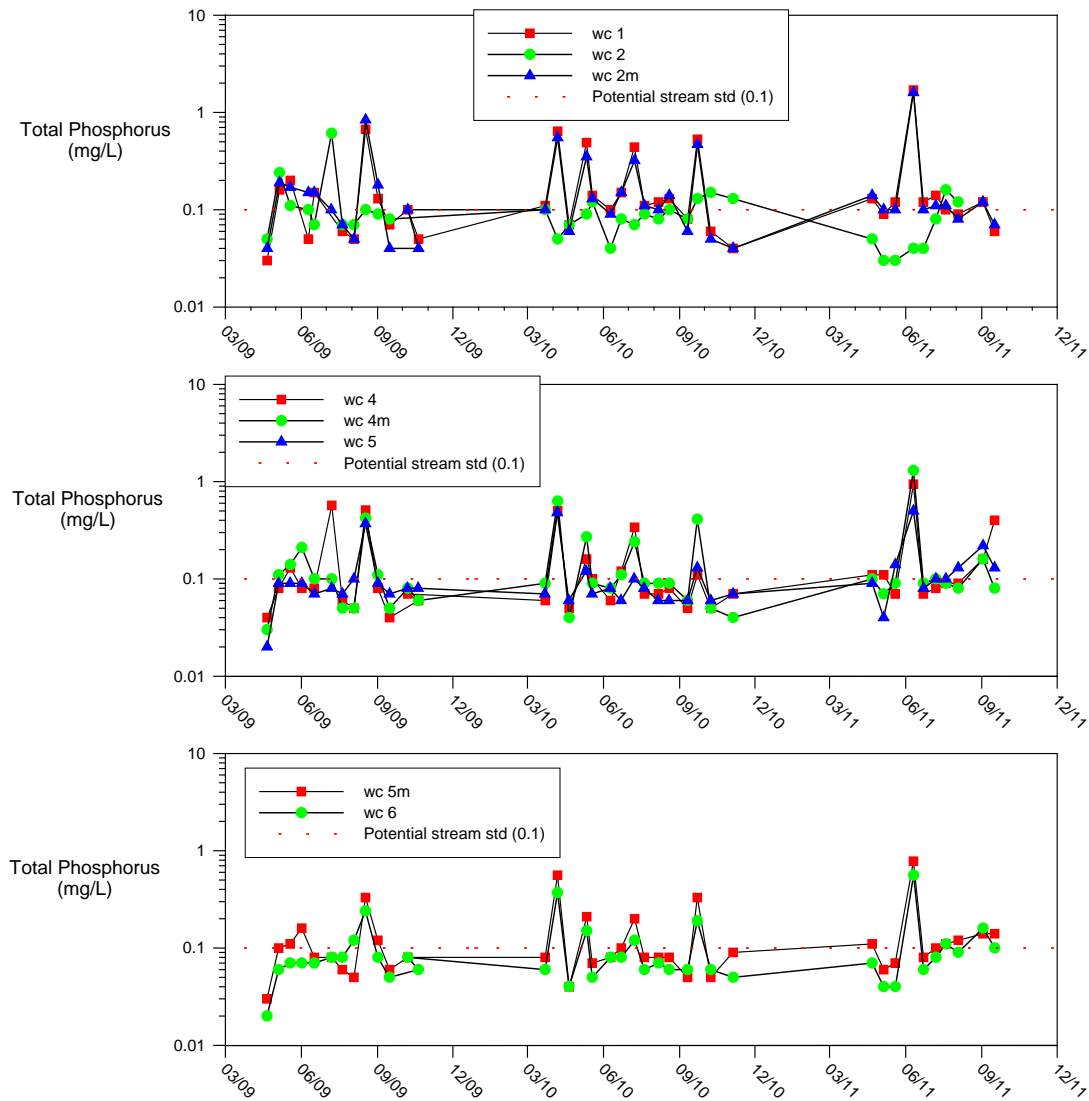 10
wc 1
wc 2
wc 2m
Potential stream std (0.1)
1
Total Phosphorus
(mg/L)
0.1
0.01
03/09
06/09
09/09
12/09
03/10
06/10
09/10
12/10
03/11
06/11
09/11
12/11
10
wc 4
wc 4m
wc 5
Potential stream std (0.1)
1
Total Phosphorus
(mg/L)
0.1
0.01
03/09
06/09
09/09
12/09
03/10
06/10
09/10
12/10
03/11
06/11
09/11
12/11
10
wc 5m
wc 6
Potential stream std (0.1)
1
Total Phosphorus
(mg/L)
0.1
0.01
03/09
06/09
09/09
12/09
03/10
06/10
09/10
12/10
03/11
06/11
09/11
12/11